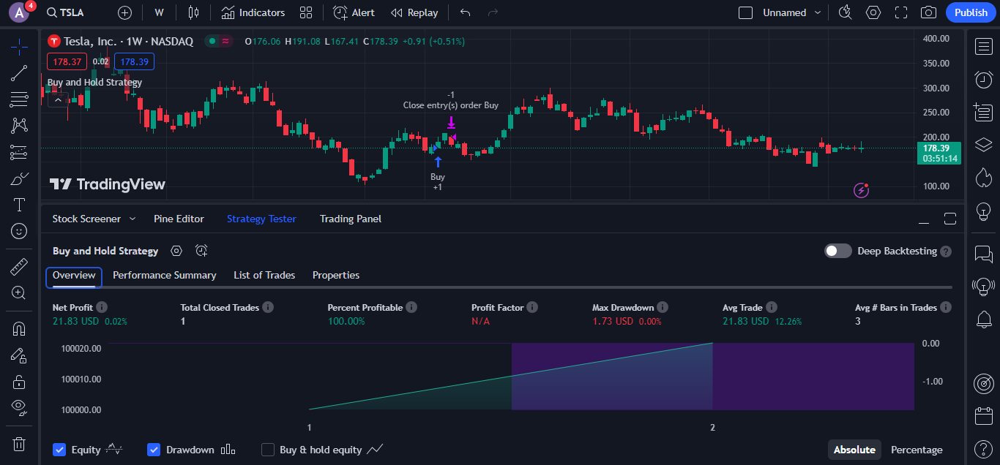 A 4 TSLA W Indicators Alert Replay Unnamed Publish
Tesla, Inc. · 1W · NASDAQ O176.06 H191.08 L167.41 C178.39 +0.91 (+0.51%)
178.37 0.02 178.39
Buy and Hold Strategy
-1
Close entry(s) order Buy
Buy
+1
TradingView
400.00
350.00
300.00
250.00
200.00
178.39
03:51:14
100.00
Stock Screener Pine Editor Strategy Tester Trading Panel
Buy and Hold Strategy Deep Backtesting ?
Overview Performance Summary List of Trades Properties
Net Profit Total Closed Trades Percent Profitable Profit Factor Max Drawdown Avg Trade Avg # Bars in Trades
21.83 USD 0.02% 1 100.00% N/A 1.73 USD 0.00% 21.83 USD 12.26% 3
100020.00 0.00
100010.00 -1.00
100000.00
1 2
Equity Drawdown Buy & hold equity Absolute Percentage